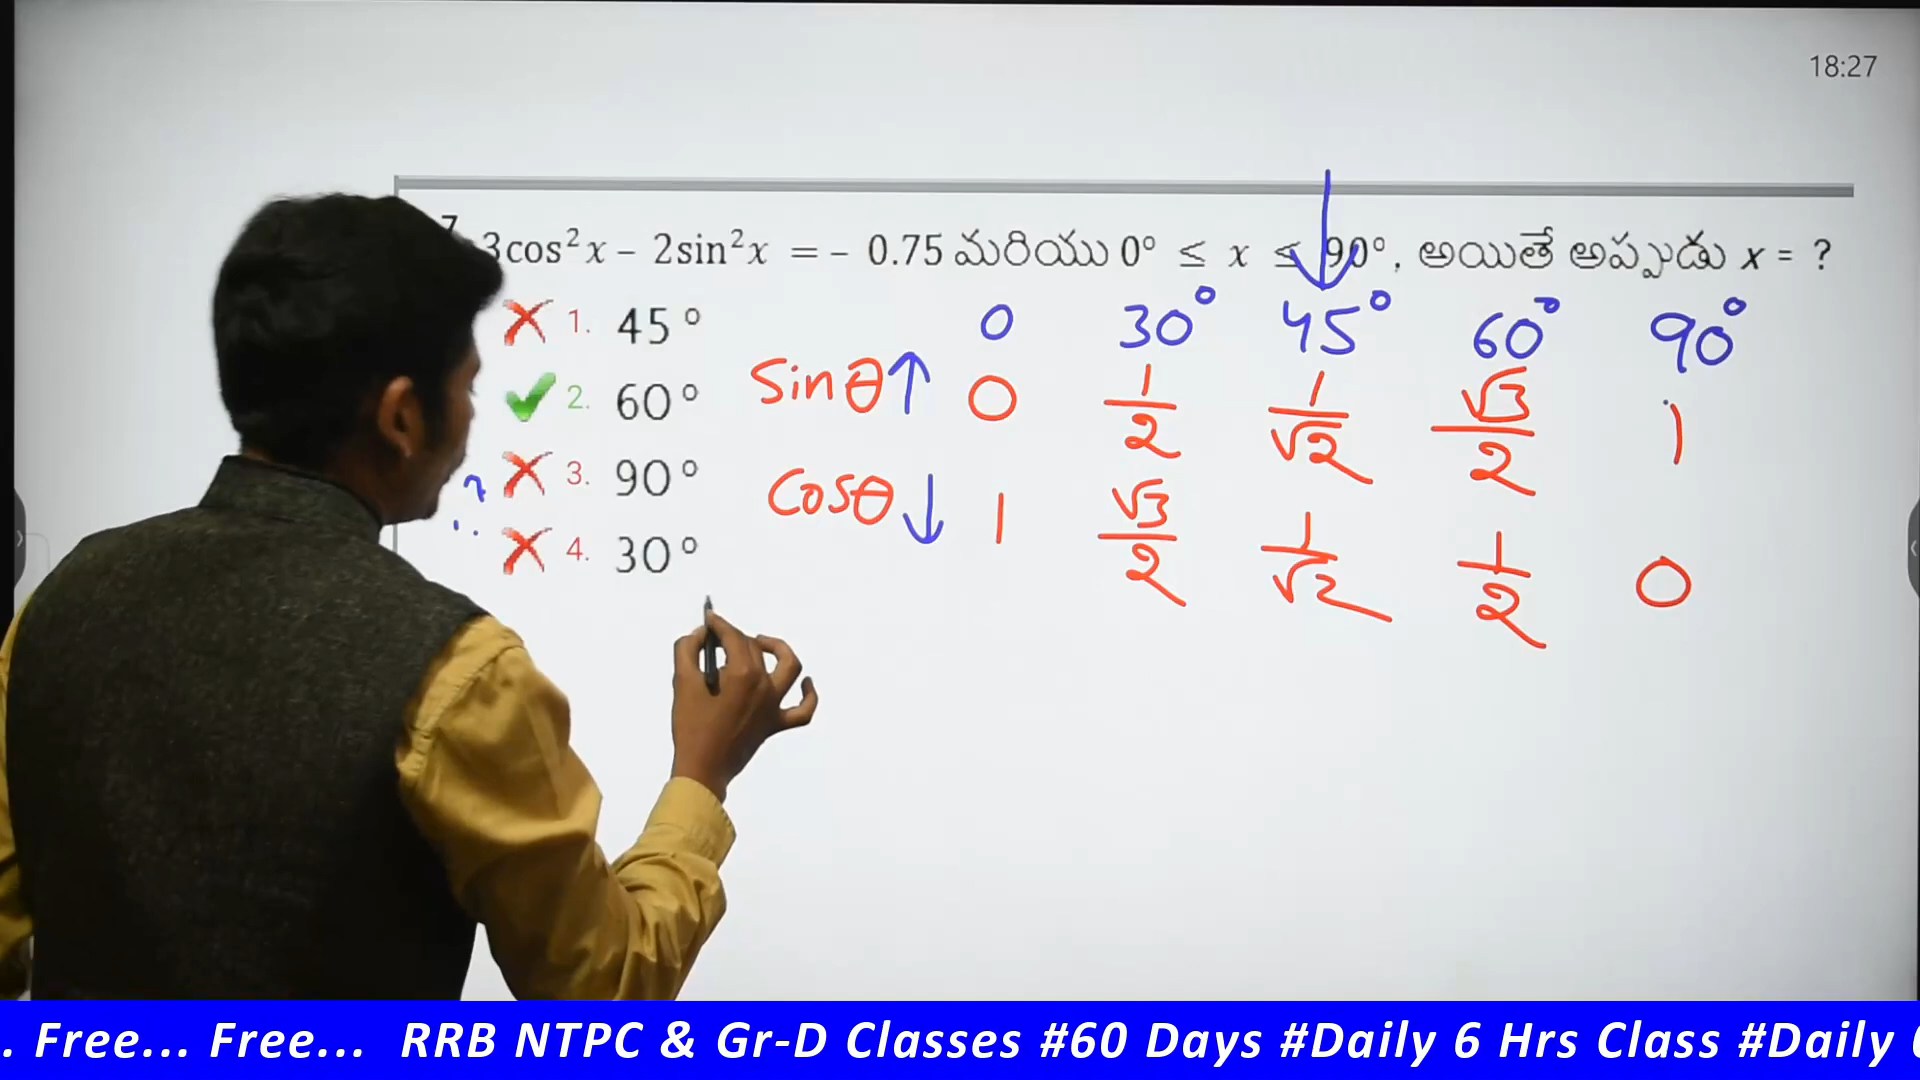 18:27
7
3cos²x – 2sin²x = – 0.75 మరియు 0° ≤ x ≤ 90°, అయితే అప్పుడు x = ?
1. 45°
2. 60°
3. 90°
4. 30°
0 30° 45° 60° 90°
Sinθ↑ 0 1/2 1/√2 √3/2 1
Cosθ↓ 1 √3/2 1/√2 1/2 0
?
. Free... Free... RRB NTPC & Gr-D Classes #60 Days #Daily 6 Hrs Class #Daily